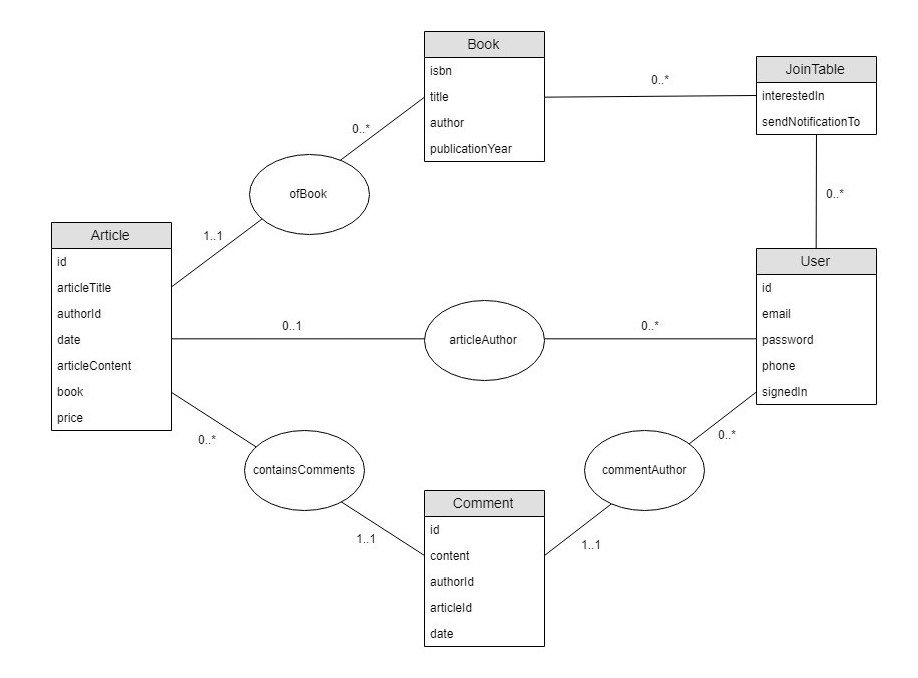 Book
isbn
title
author
publicationYear
0..*
JoinTable
interestedIn
sendNotificationTo
0..*
0..*
ofBook
1..1
Article
id
articleTitle
authorId
date
articleContent
book
price
0..1
articleAuthor
0..*
User
id
email
password
phone
signedIn
0..*
containsComments
1..1
0..*
commentAuthor
1..1
Comment
id
content
authorId
articleId
date